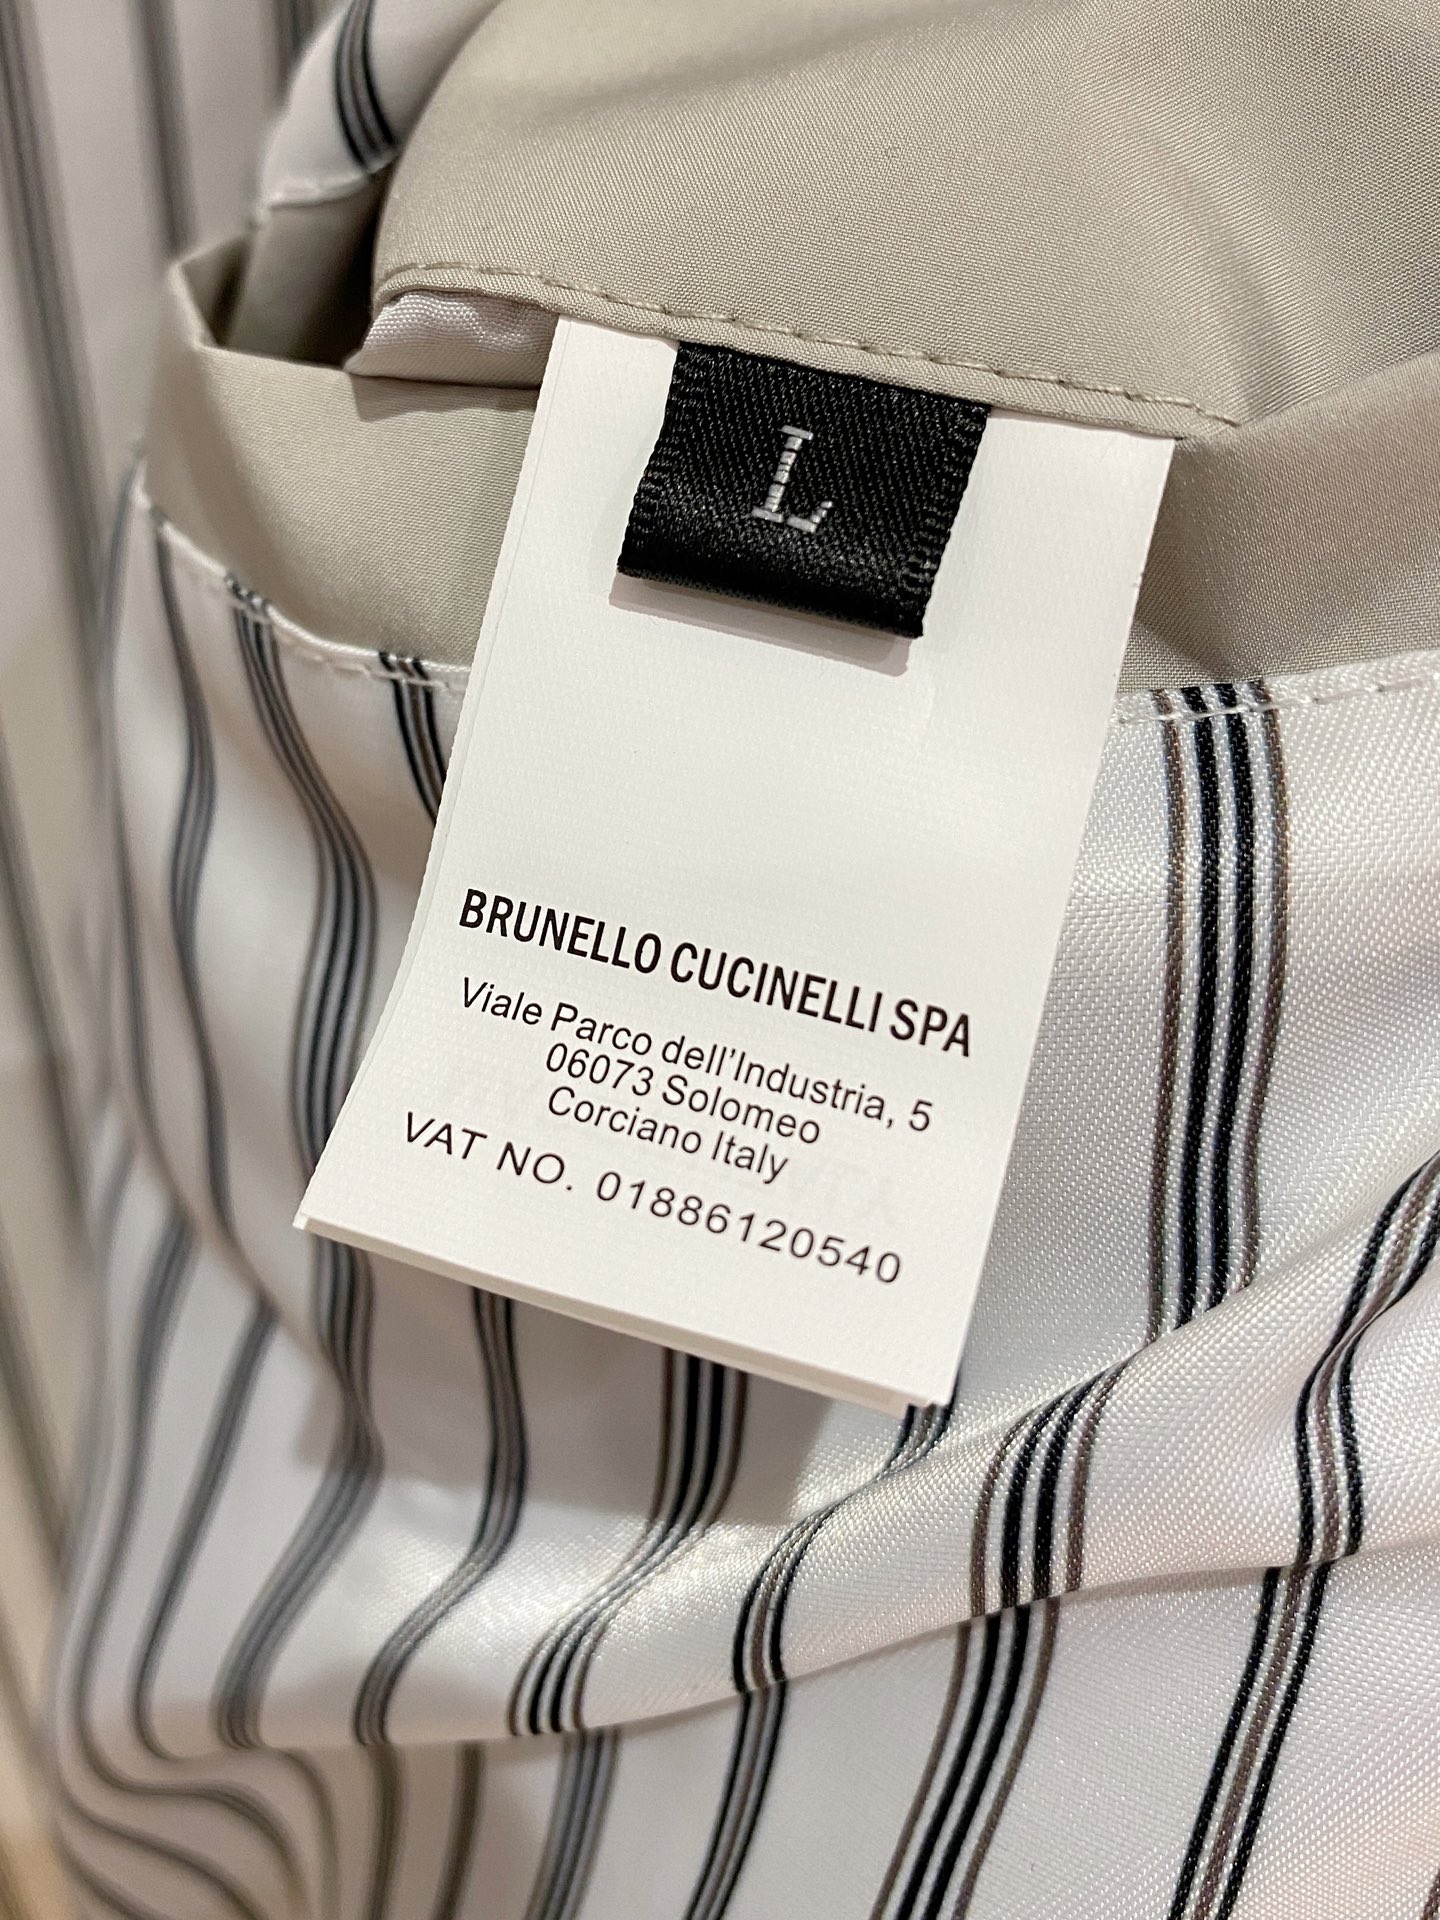 L
BRUNELLO CUCINELLI SPA
Viale Parco dell'Industria, 5
06073 Solomeo
Corciano Italy
VAT NO. 01886120540